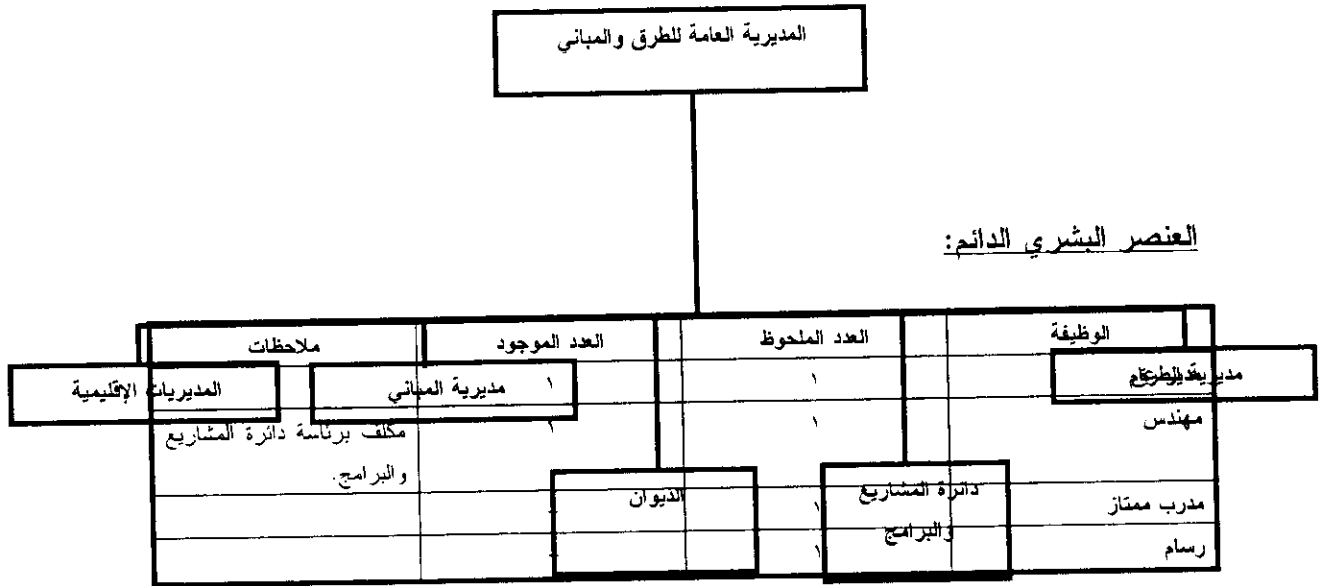 المديرية العامة للطرق والمباني
العنصر البشري الدائم:
الوظيفة العدد الملحوظ العدد الموجود ملاحظات
١ ١
مديرية المباني
المديريات الإقليمية
مهندس ١ ١ مكلف برئاسة دائرة المشاريع
والبرامج.
دائرة المشاريع
والبرامج
الديوان
مدرب ممتاز ١
رسام ١